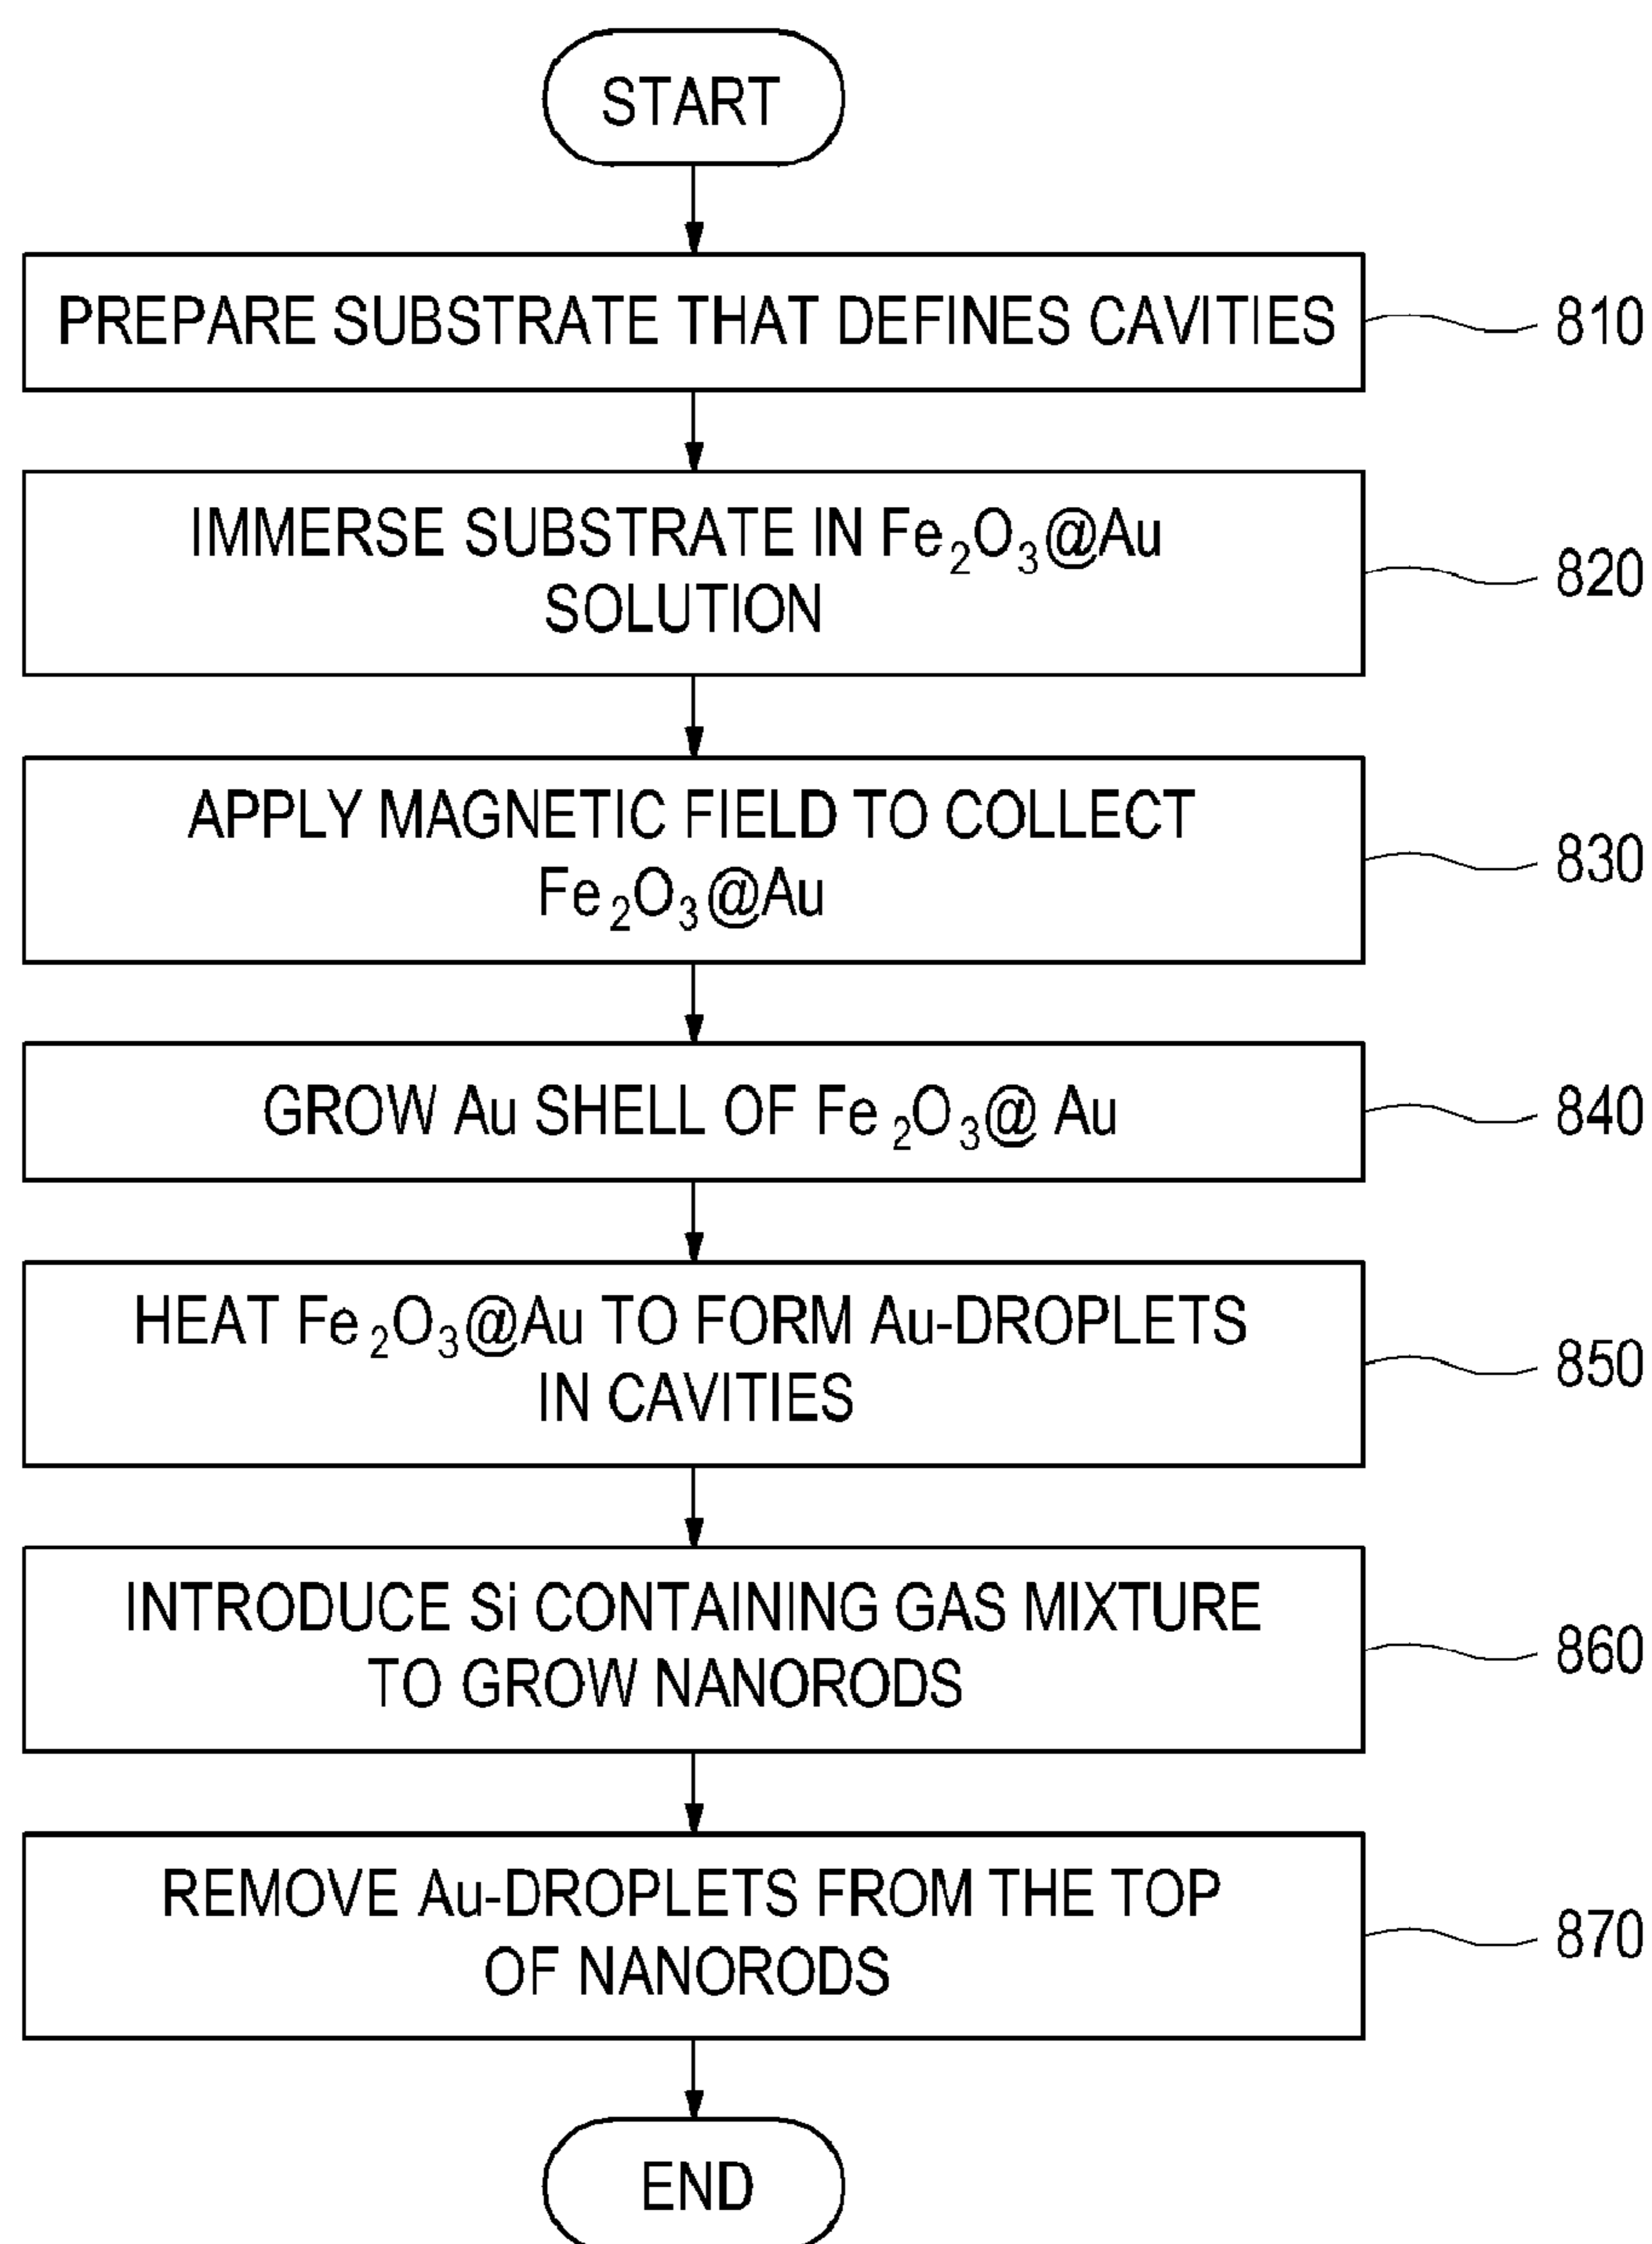 START
PREPARE SUBSTRATE THAT DEFINES CAVITIES
810
IMMERSE SUBSTRATE IN Fe₂O₃@Au
SOLUTION
820
APPLY MAGNETIC FIELD TO COLLECT
Fe₂O₃@Au
830
GROW Au SHELL OF Fe₂O₃@ Au
840
HEAT Fe₂O₃@Au TO FORM Au-DROPLETS
IN CAVITIES
850
INTRODUCE Si CONTAINING GAS MIXTURE
TO GROW NANORODS
860
REMOVE Au-DROPLETS FROM THE TOP
OF NANORODS
870
END